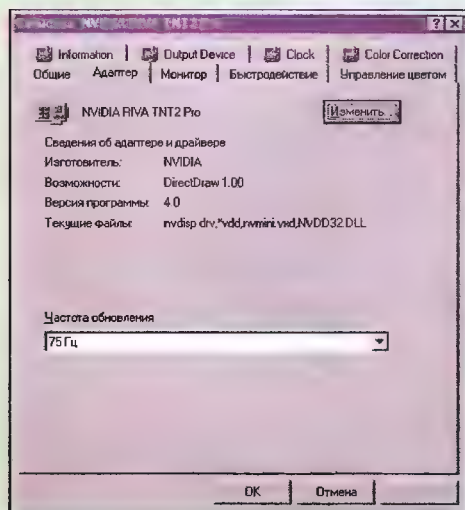 NVIDIA TNT2
Information Output Device Clock Color Correction
Общие Адаптер Монитор Быстродействие Управление цветом
NVIDIA RIVA TNT2 Pro Изменить...
Сведения об адаптере и драйвере
Изготовитель: NVIDIA
Возможности: DirectDraw 1.00
Версия программы: 4.0
Текущие файлы: nvdisp.drv,*vdd,nvmini.vxd,NVDD32.DLL
Частота обновления
75 Гц
OK Отмена